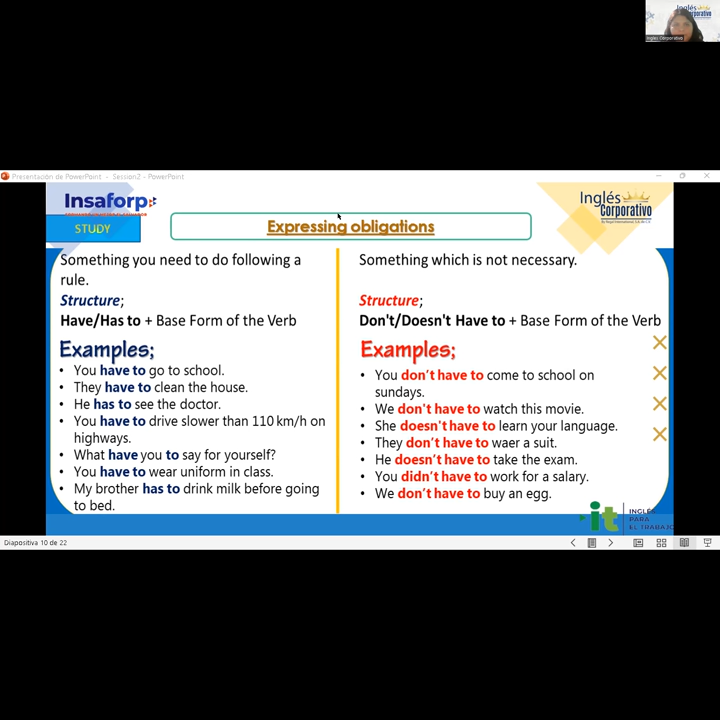 Inglés
Corporativo
Inglés Corporativo
Presentación de PowerPoint - Session2 - PowerPoint
Insaforp
STUDY
Expressing obligations
Inglés
Corporativo
Something you need to do following a
rule.
Structure;
Have/Has to + Base Form of the Verb
Examples;
• You have to go to school.
• They have to clean the house.
• He has to see the doctor.
• You have to drive slower than 110 km/h on
highways.
• What have you to say for yourself?
• You have to wear uniform in class.
• My brother has to drink milk before going
to bed.
Something which is not necessary.
Structure;
Don't/Doesn't Have to + Base Form of the Verb
Examples;
• You don't have to come to school on
sundays.
• We don't have to watch this movie.
• She doesn't have to learn your language.
• They don't have to waer a suit.
• He doesn't have to take the exam.
• You didn't have to work for a salary.
• We don't have to buy an egg.
it
INGLÉS
PARA
EL TRABAJO
Diapositiva 10 de 22